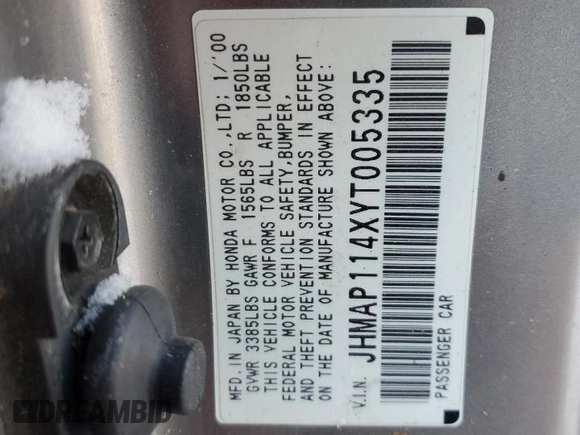 MFD.IN JAPAN BY HONDA MOTOR CO.,LTD; 1/'00
GVWR 3385LBS GAWR F 1565LBS R 1850LBS
THIS VEHICLE CONFORMS TO ALL APPLICABLE
FEDERAL MOTOR VEHICLE SAFETY,BUMPER,
AND THEFT PREVENTION STANDARDS IN EFFECT
ON THE DATE OF MANUFACTURE SHOWN ABOVE:
V.I.N. JHMAP114XYT005335
PASSENGER CAR
DREAMBID